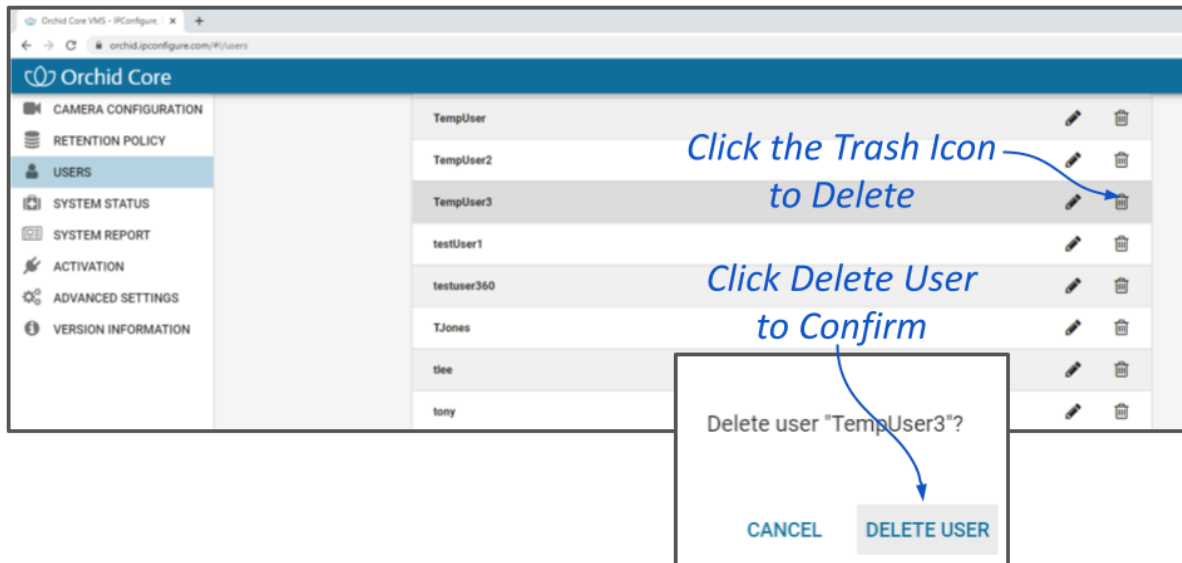 Orchid Core VMS - IPConfigure,
orchid.ipconfigure.com/#!/users
Orchid Core
CAMERA CONFIGURATION
RETENTION POLICY
USERS
SYSTEM STATUS
SYSTEM REPORT
ACTIVATION
ADVANCED SETTINGS
VERSION INFORMATION
TempUser
TempUser2
TempUser3
testUser1
testuser360
TJones
tlee
tony
Click the Trash Icon
to Delete
Click Delete User
to Confirm
Delete user "TempUser3"?
CANCEL DELETE USER